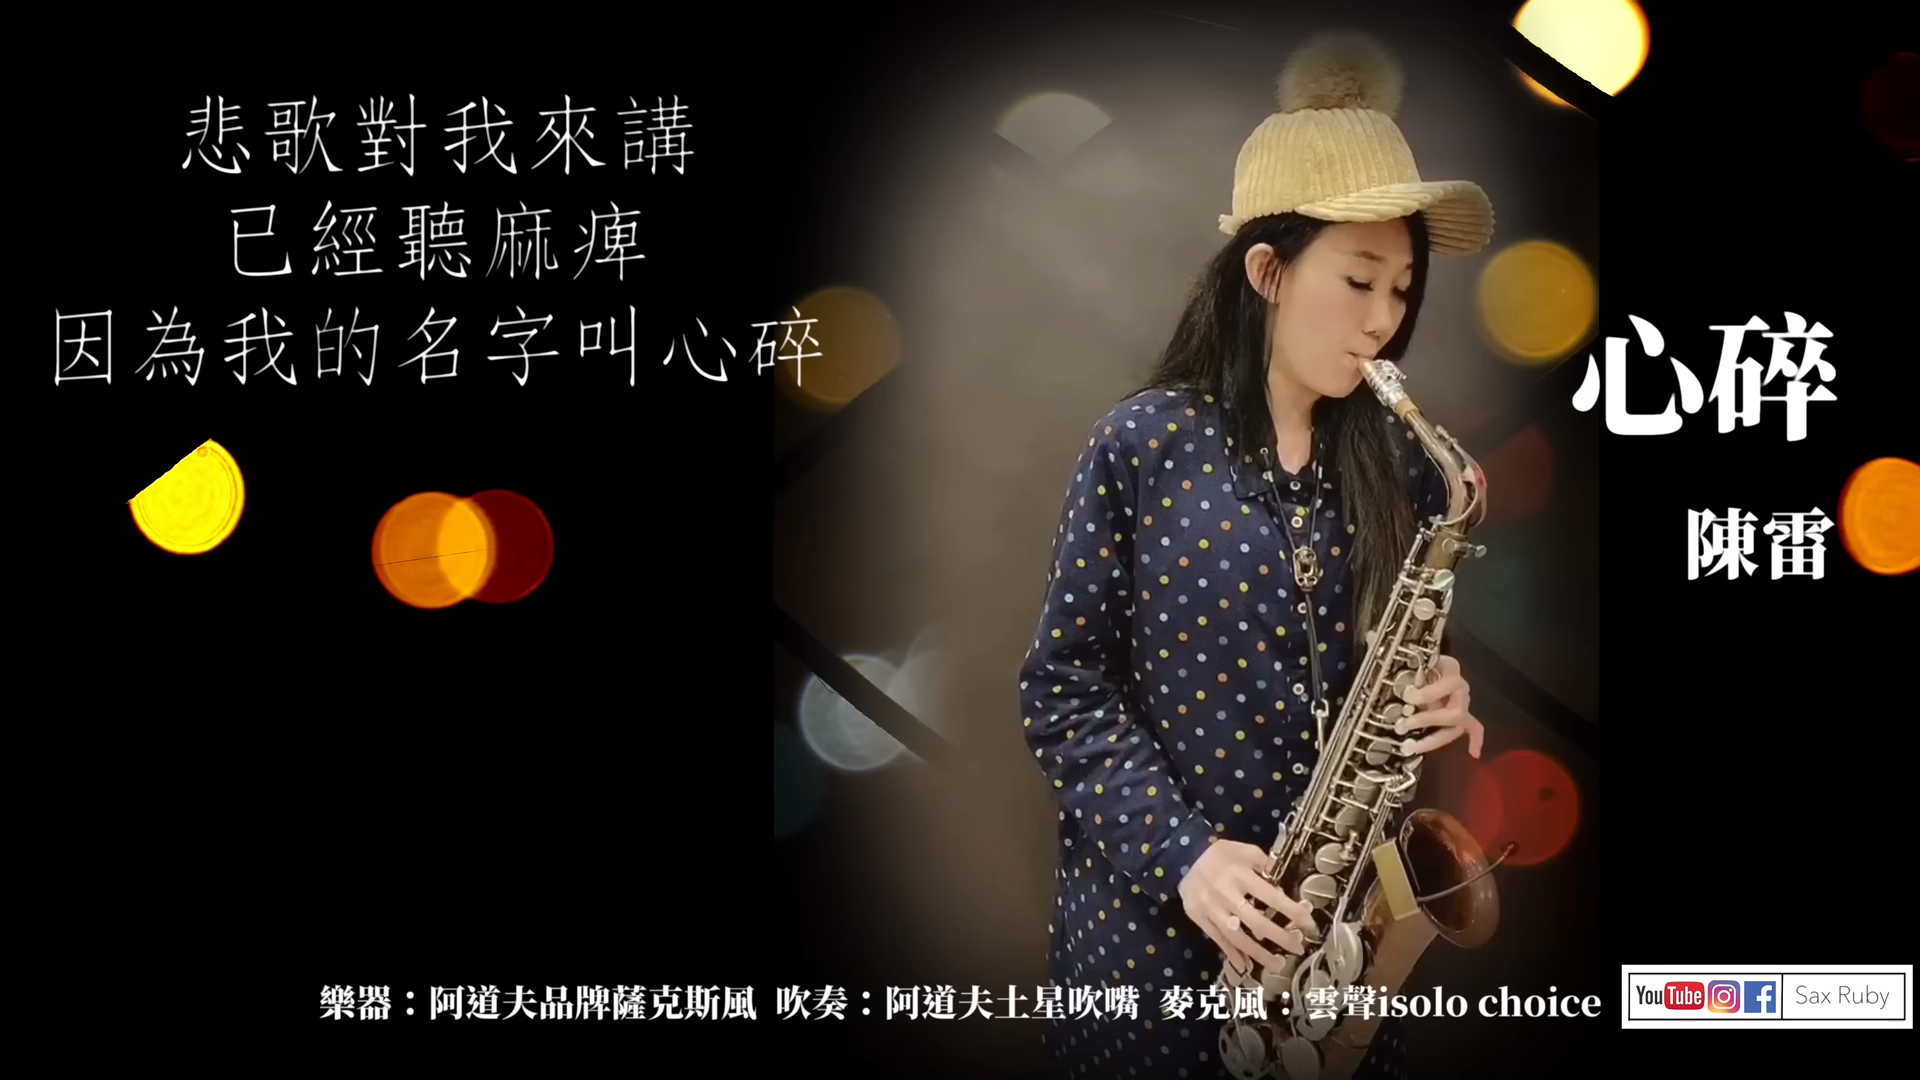 悲歌對我來講
已經聽麻痺
因為我的名字叫心碎
心碎
陳雷
樂器：阿道夫品牌薩克斯風 吹奏：阿道夫土星吹嘴 麥克風：雲聲isolo choice
YouTube Sax Ruby